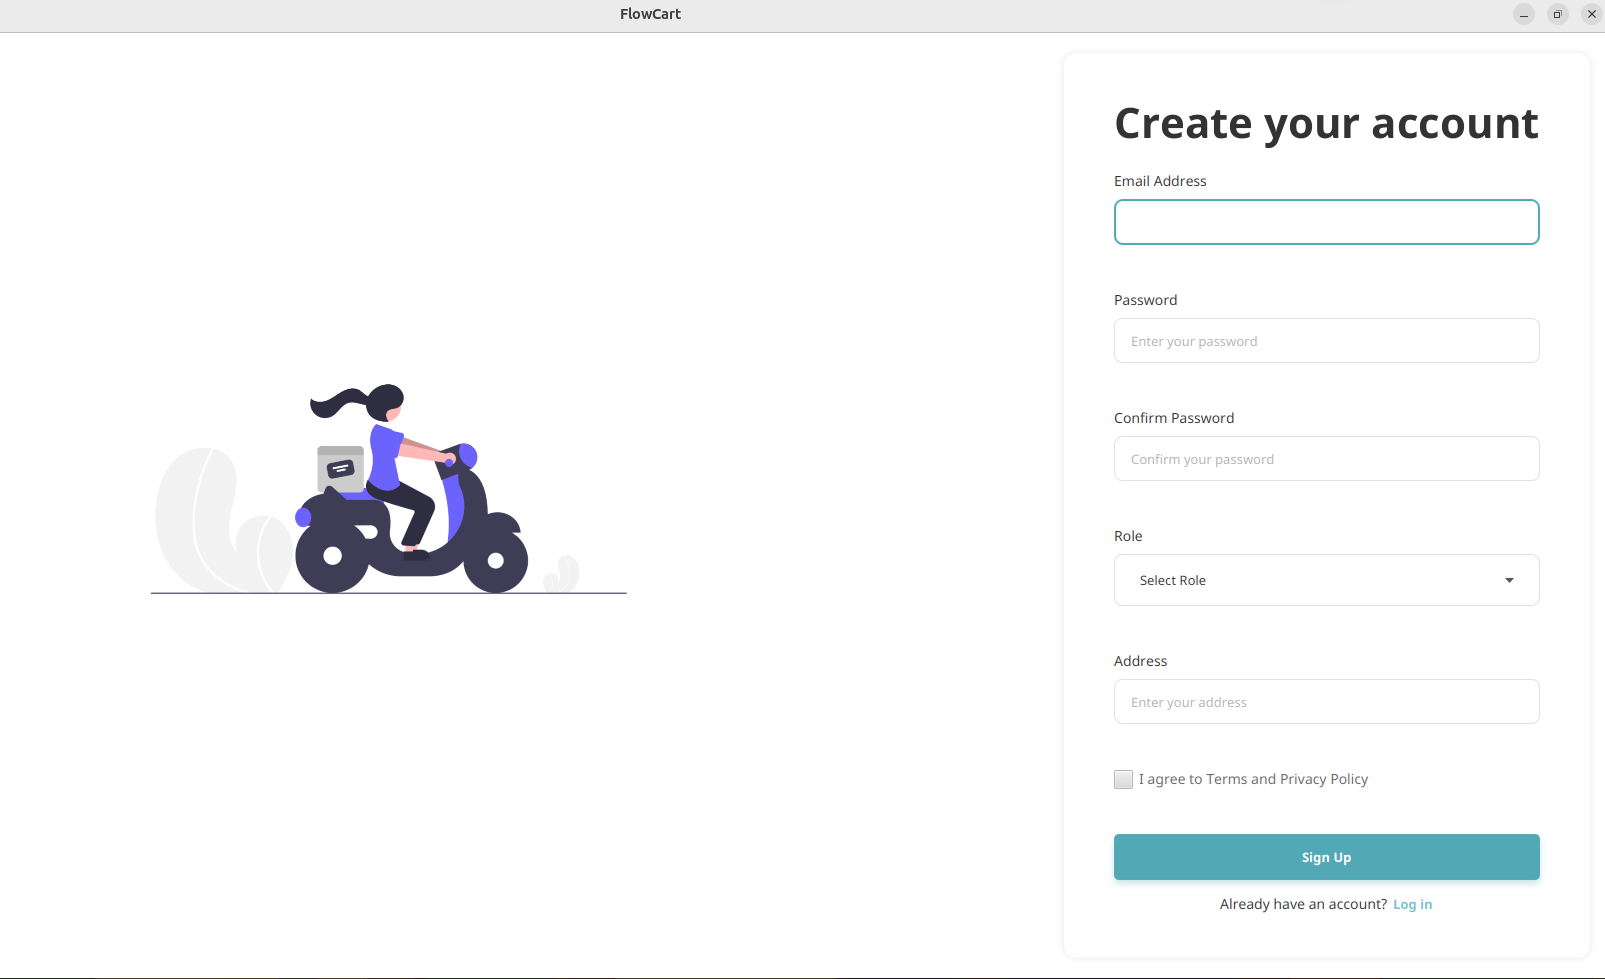 FlowCart
Create your account
Email Address
Password
Enter your password
Confirm Password
Confirm your password
Role
Select Role
Address
Enter your address
I agree to Terms and Privacy Policy
Sign Up
Already have an account? Log in